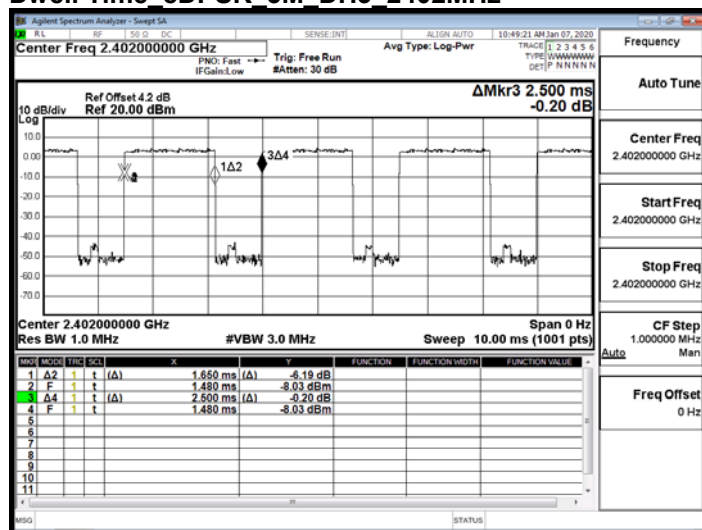 Agilent Spectrum Analyzer - Swept SA
RL RF 50 Ω DC SENSE:INT ALIGN AUTO 10:49:21 AM Jan 07, 2020
Center Freq 2.402000000 GHz
PNO: Fast
IFGain:Low
Trig: Free Run
#Atten: 30 dB
Avg Type: Log-Pwr
TRACE 1 2 3 4 5 6
TYPE WWWWWW
DET P NNNNN
Ref Offset 4.2 dB
Ref 20.00 dBm
ΔMkr3 2.500 ms
-0.20 dB
10 dB/div
Log
10.0
0.00
-10.0
-20.0
-30.0
-40.0
-50.0
-60.0
-70.0
1Δ2
3Δ4
Center 2.402000000 GHz Span 0 Hz
Res BW 1.0 MHz #VBW 3.0 MHz Sweep 10.00 ms (1001 pts)
MKR MODE TRC SCL X Y FUNCTION FUNCTION WIDTH FUNCTION VALUE
1 Δ2 1 t (Δ) 1.650 ms (Δ) -6.19 dB
2 F 1 t 1.480 ms -8.03 dBm
3 Δ4 1 t (Δ) 2.500 ms (Δ) -0.20 dB
4 F 1 t 1.480 ms -8.03 dBm
5
6
7
8
9
10
11
MSG STATUS
Frequency
Auto Tune
Center Freq
2.402000000 GHz
Start Freq
2.402000000 GHz
Stop Freq
2.402000000 GHz
CF Step
1.000000 MHz
Auto Man
Freq Offset
0 Hz